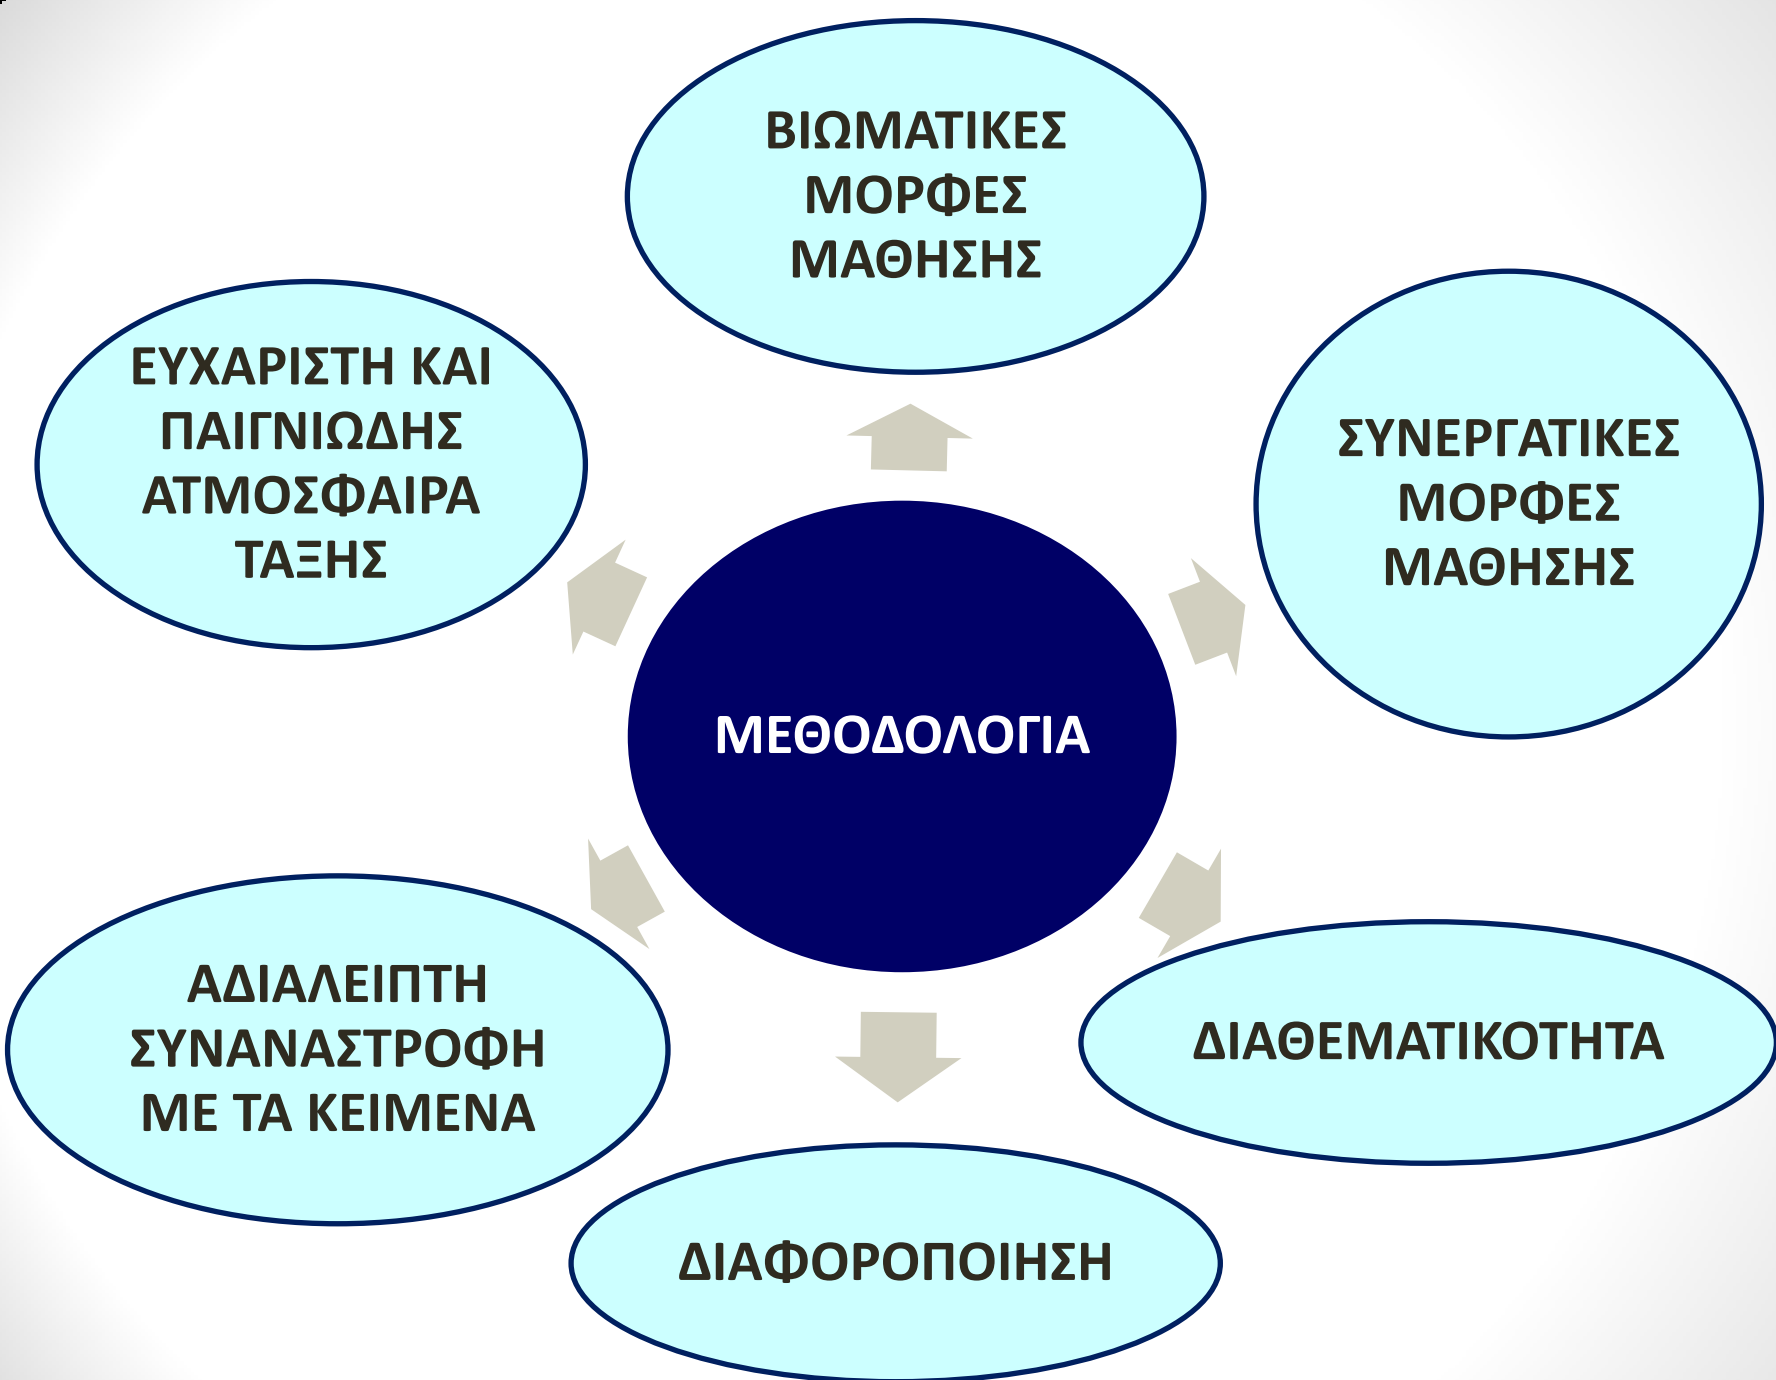 ΒΙΩΜΑΤΙΚΕΣ
ΜΟΡΦΕΣ
ΜΑΘΗΣΗΣ
ΣΥΝΕΡΓΑΤΙΚΕΣ
ΜΟΡΦΕΣ
ΜΑΘΗΣΗΣ
ΔΙΑΘΕΜΑΤΙΚΟΤΗΤΑ
ΔΙΑΦΟΡΟΠΟΙΗΣΗ
ΑΔΙΑΛΕΙΠΤΗ
ΣΥΝΑΝΑΣΤΡΟΦΗ
ΜΕ ΤΑ ΚΕΙΜΕΝΑ
ΕΥΧΑΡΙΣΤΗ ΚΑΙ
ΠΑΙΓΝΙΩΔΗΣ
ΑΤΜΟΣΦΑΙΡΑ
ΤΑΞΗΣ
ΜΕΘΟΔΟΛΟΓΙΑ